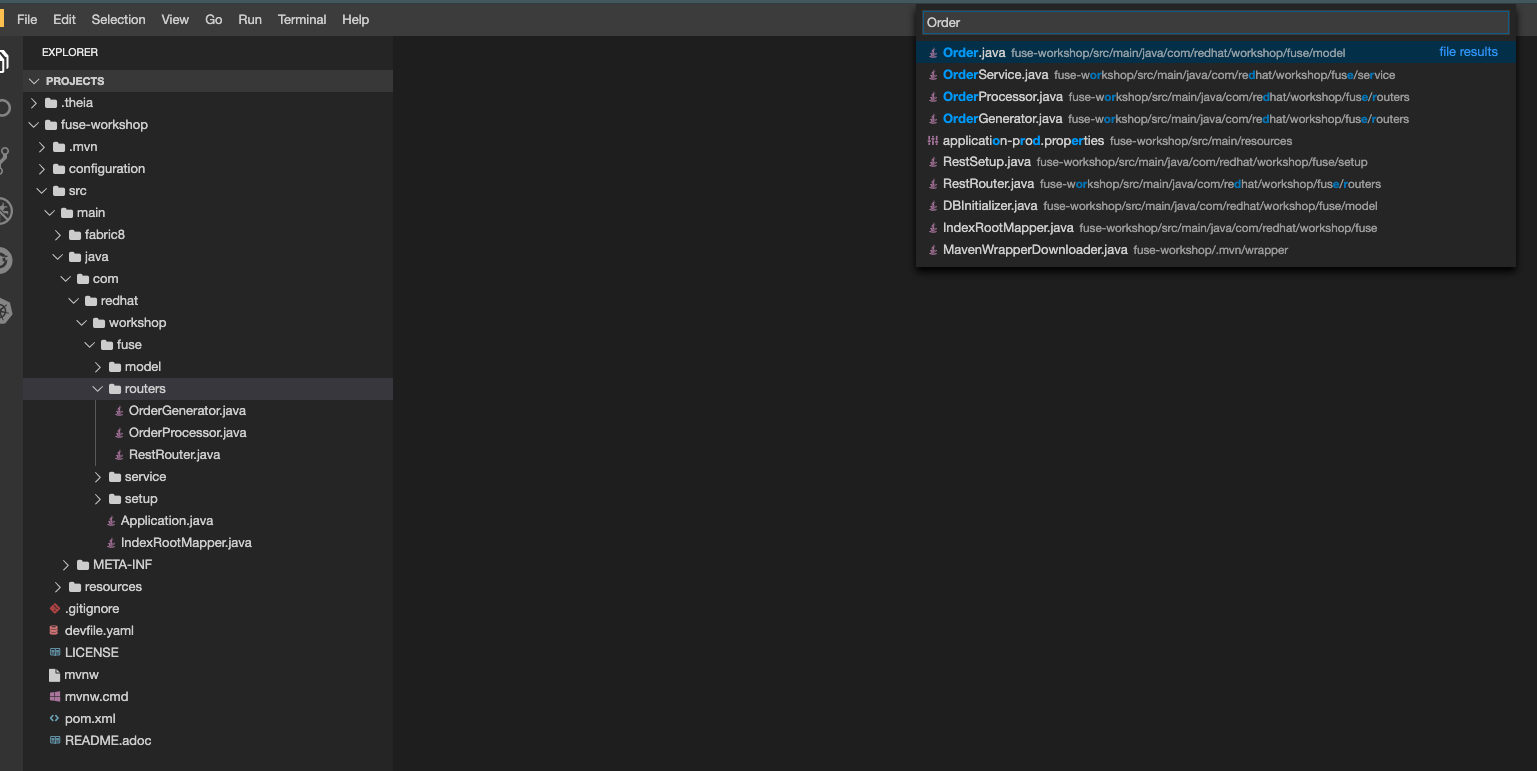 File Edit Selection View Go Run Terminal Help
EXPLORER
PROJECTS
.theia
fuse-workshop
.mvn
configuration
src
main
fabric8
java
com
redhat
workshop
fuse
model
routers
OrderGenerator.java
OrderProcessor.java
RestRouter.java
service
setup
Application.java
IndexRootMapper.java
META-INF
resources
.gitignore
devfile.yaml
LICENSE
mvnw
mvnw.cmd
pom.xml
README.adoc
Order
Order.java fuse-workshop/src/main/java/com/redhat/workshop/fuse/model file results
OrderService.java fuse-workshop/src/main/java/com/redhat/workshop/fuse/service
OrderProcessor.java fuse-workshop/src/main/java/com/redhat/workshop/fuse/routers
OrderGenerator.java fuse-workshop/src/main/java/com/redhat/workshop/fuse/routers
application-prod.properties fuse-workshop/src/main/resources
RestSetup.java fuse-workshop/src/main/java/com/redhat/workshop/fuse/setup
RestRouter.java fuse-workshop/src/main/java/com/redhat/workshop/fuse/routers
DBInitializer.java fuse-workshop/src/main/java/com/redhat/workshop/fuse/model
IndexRootMapper.java fuse-workshop/src/main/java/com/redhat/workshop/fuse
MavenWrapperDownloader.java fuse-workshop/.mvn/wrapper